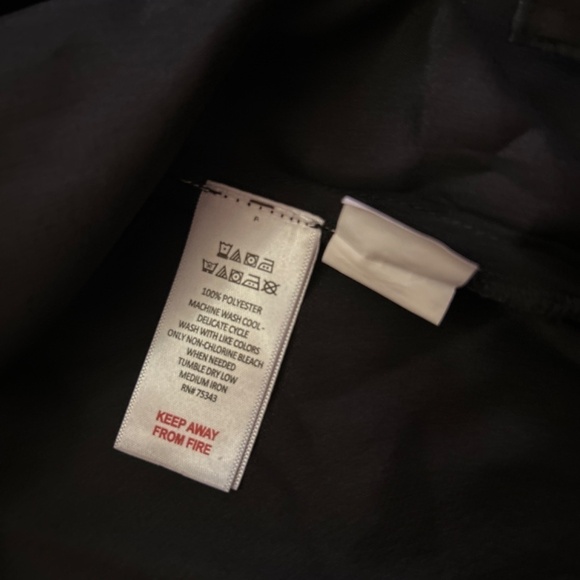 100% POLYESTER
MACHINE WASH COOL-
DELICATE CYCLE
WASH WITH LIKE COLORS
ONLY NON-CHLORINE BLEACH
WHEN NEEDED
TUMBLE DRY LOW
MEDIUM IRON
RN# 75343
KEEP AWAY
FROM FIRE